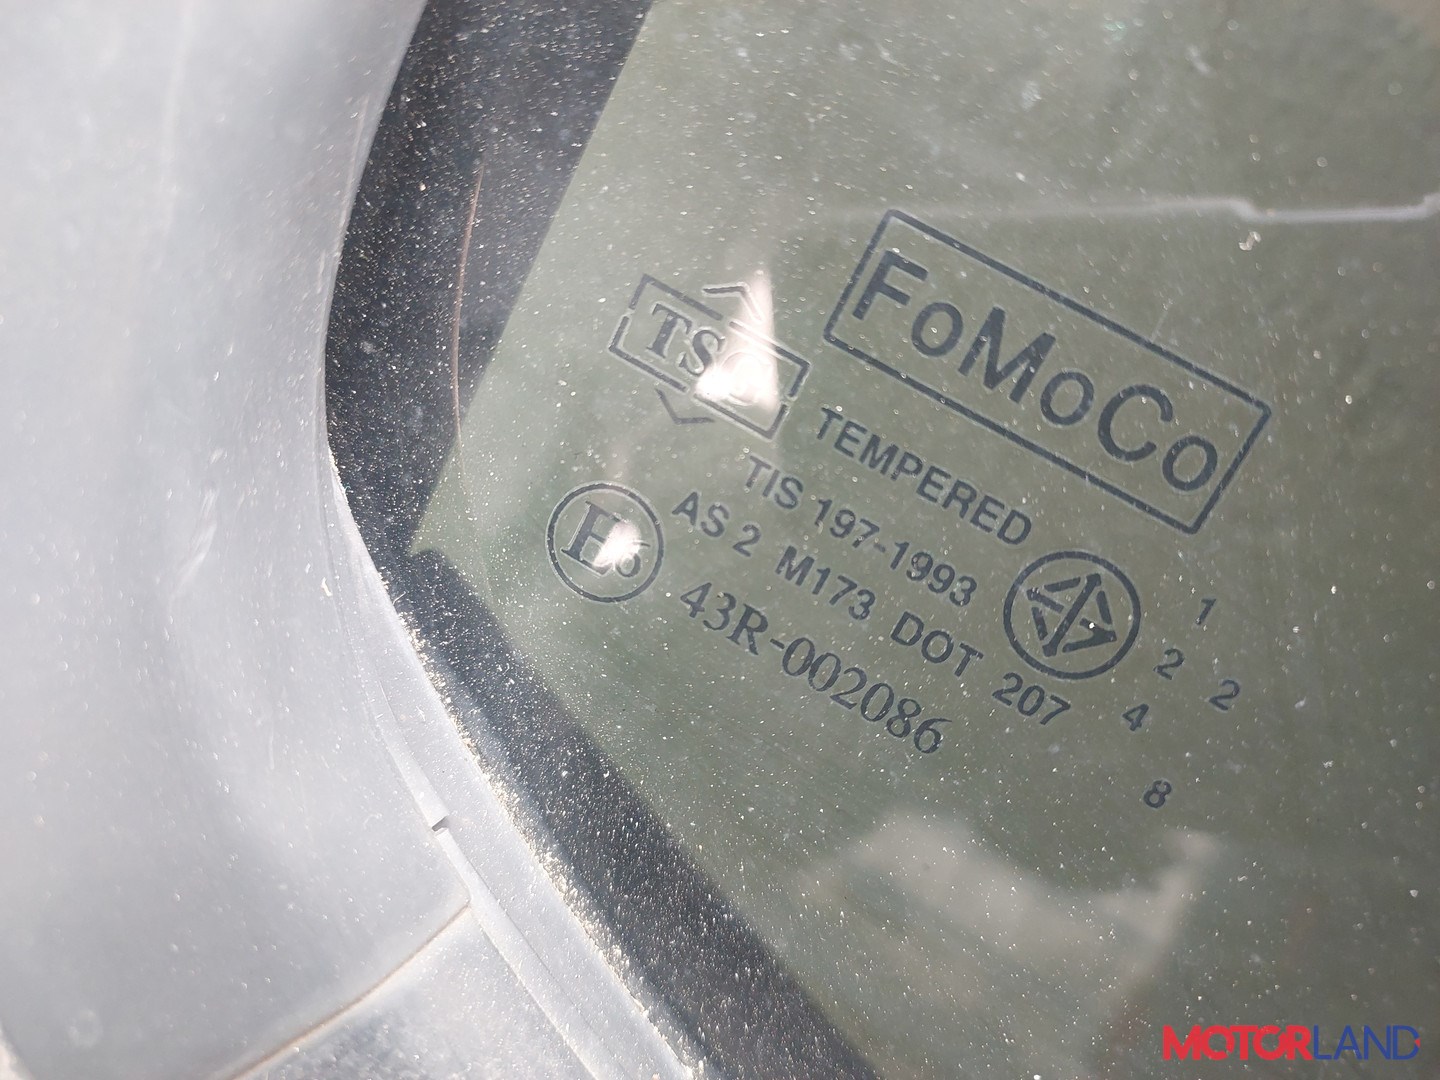 FoMoCo
TSG
TEMPERED
TIS 197-1993
AS 2 M173 DOT 207
43R-002086
E6
1
2 2
4
8
MOTORLAND